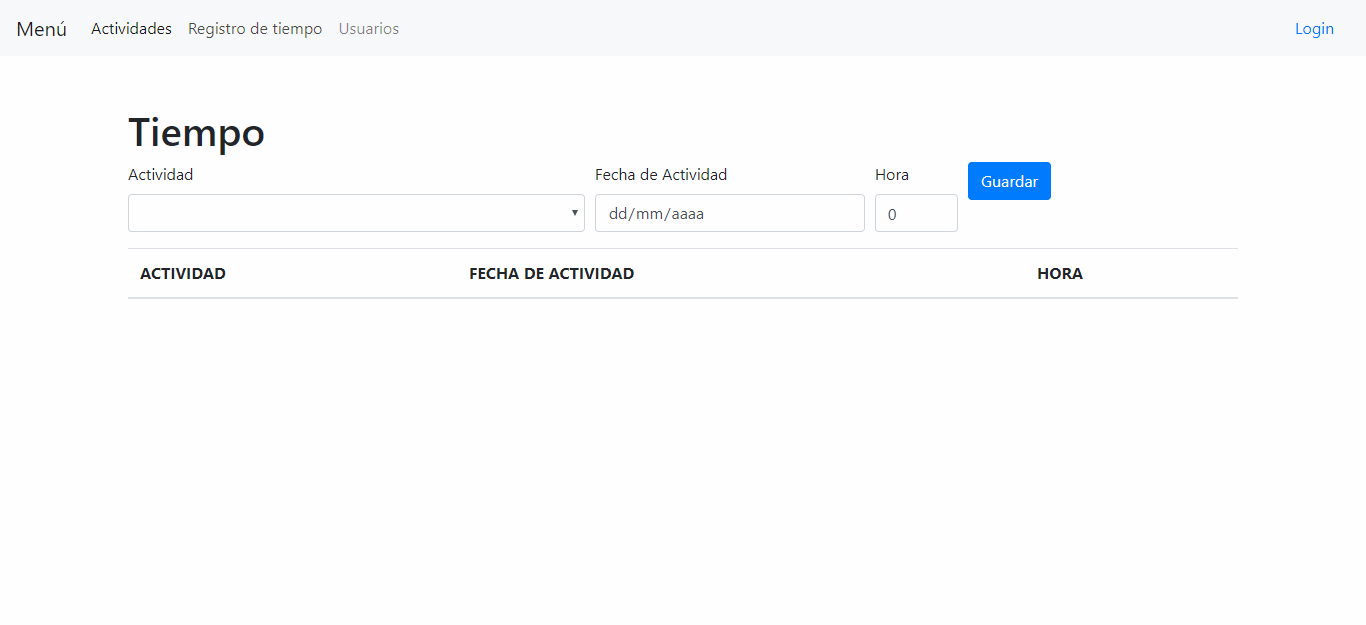 Menú Actividades Registro de tiempo Usuarios Login
Tiempo
Actividad Fecha de Actividad Hora Guardar
dd/mm/aaaa 0
ACTIVIDAD FECHA DE ACTIVIDAD HORA